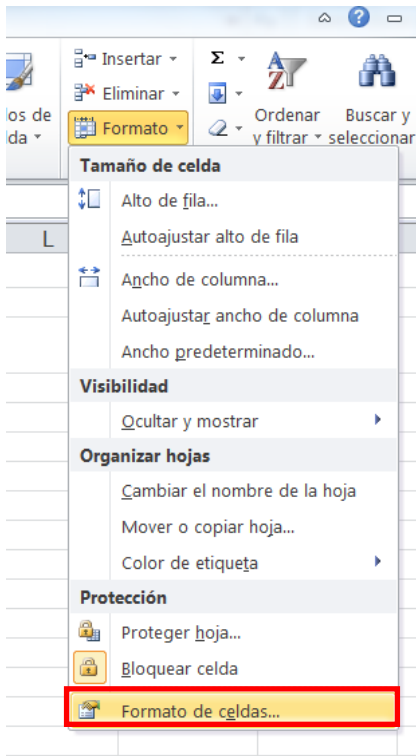 Insertar
Σ
Eliminar
Formato
Ordenar y filtrar
Buscar y seleccionar
los de
lda
A
Z
Tamaño de celda
Alto de fila...
Autoajustar alto de fila
Ancho de columna...
Autoajustar ancho de columna
Ancho predeterminado...
Visibilidad
Ocultar y mostrar
Organizar hojas
Cambiar el nombre de la hoja
Mover o copiar hoja...
Color de etiqueta
Protección
Proteger hoja...
Bloquear celda
Formato de celdas...
L